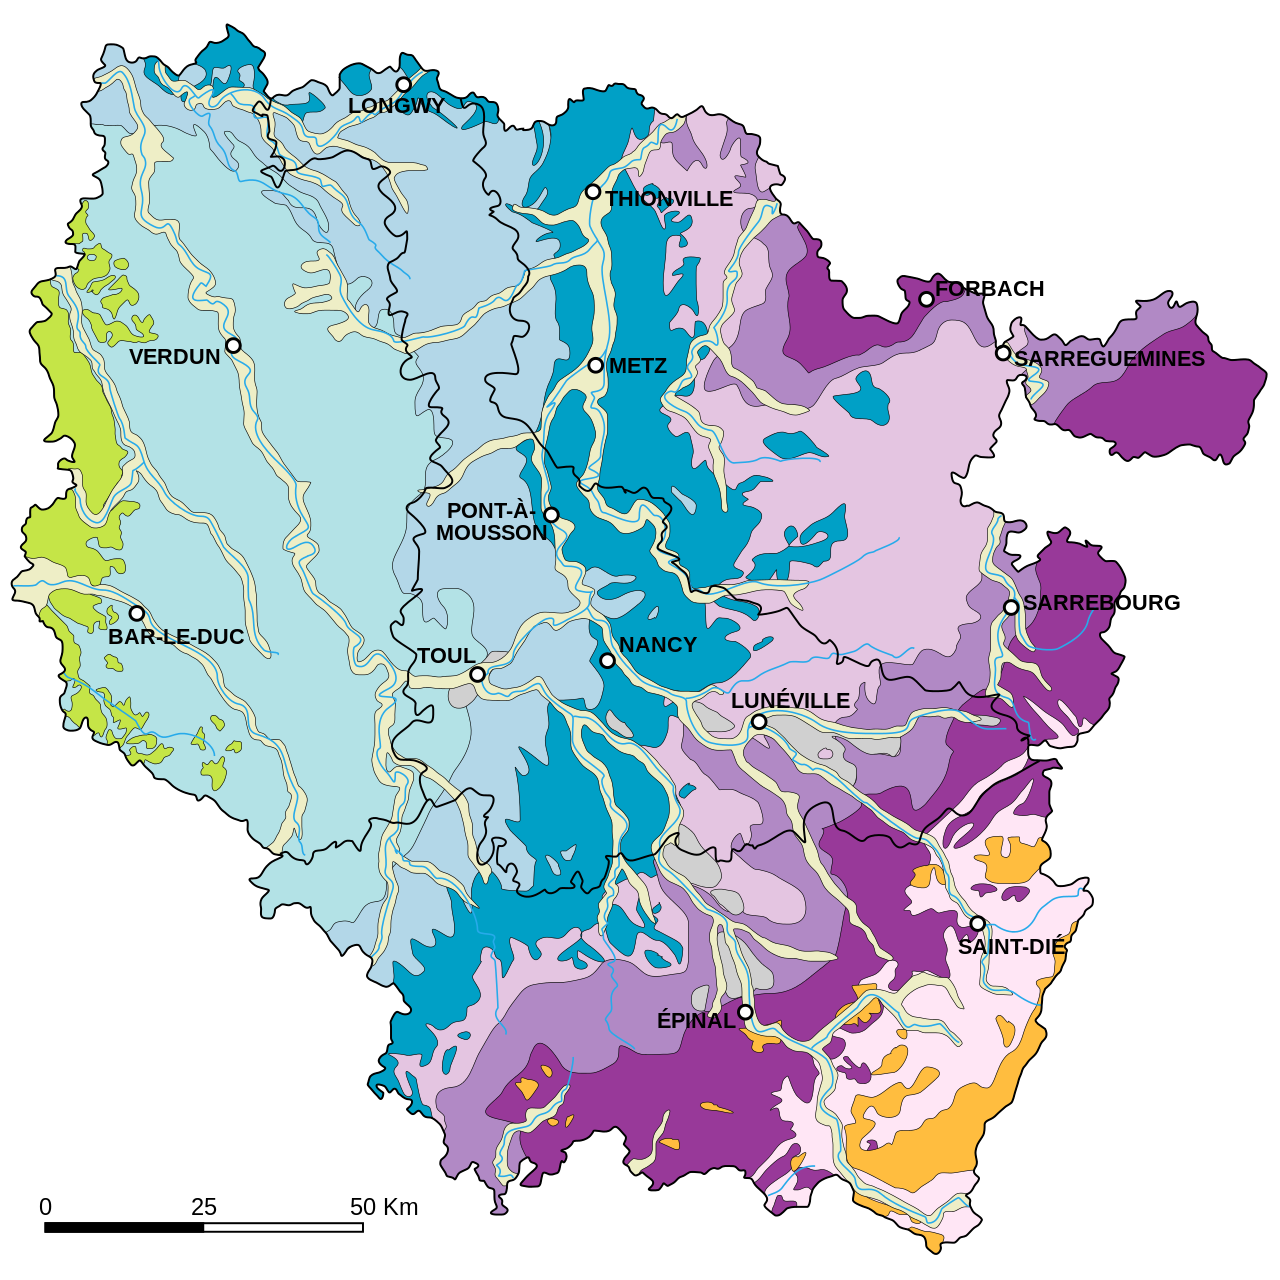 LONGWY
THIONVILLE
FORBACH
VERDUN
METZ
SARREGUEMINES
PONT-À-
MOUSSON
SARREBOURG
BAR-LE-DUC
TOUL
NANCY
LUNÉVILLE
SAINT-DIÉ
ÉPINAL
0 25 50 Km